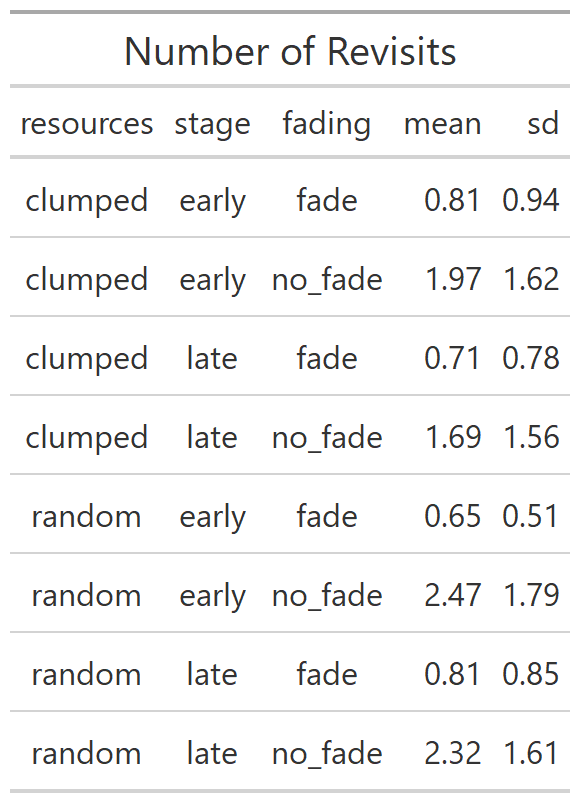 Number of Revisits
resources stage fading mean sd
clumped early fade 0.81 0.94
clumped early no_fade 1.97 1.62
clumped late fade 0.71 0.78
clumped late no_fade 1.69 1.56
random early fade 0.65 0.51
random early no_fade 2.47 1.79
random late fade 0.81 0.85
random late no_fade 2.32 1.61